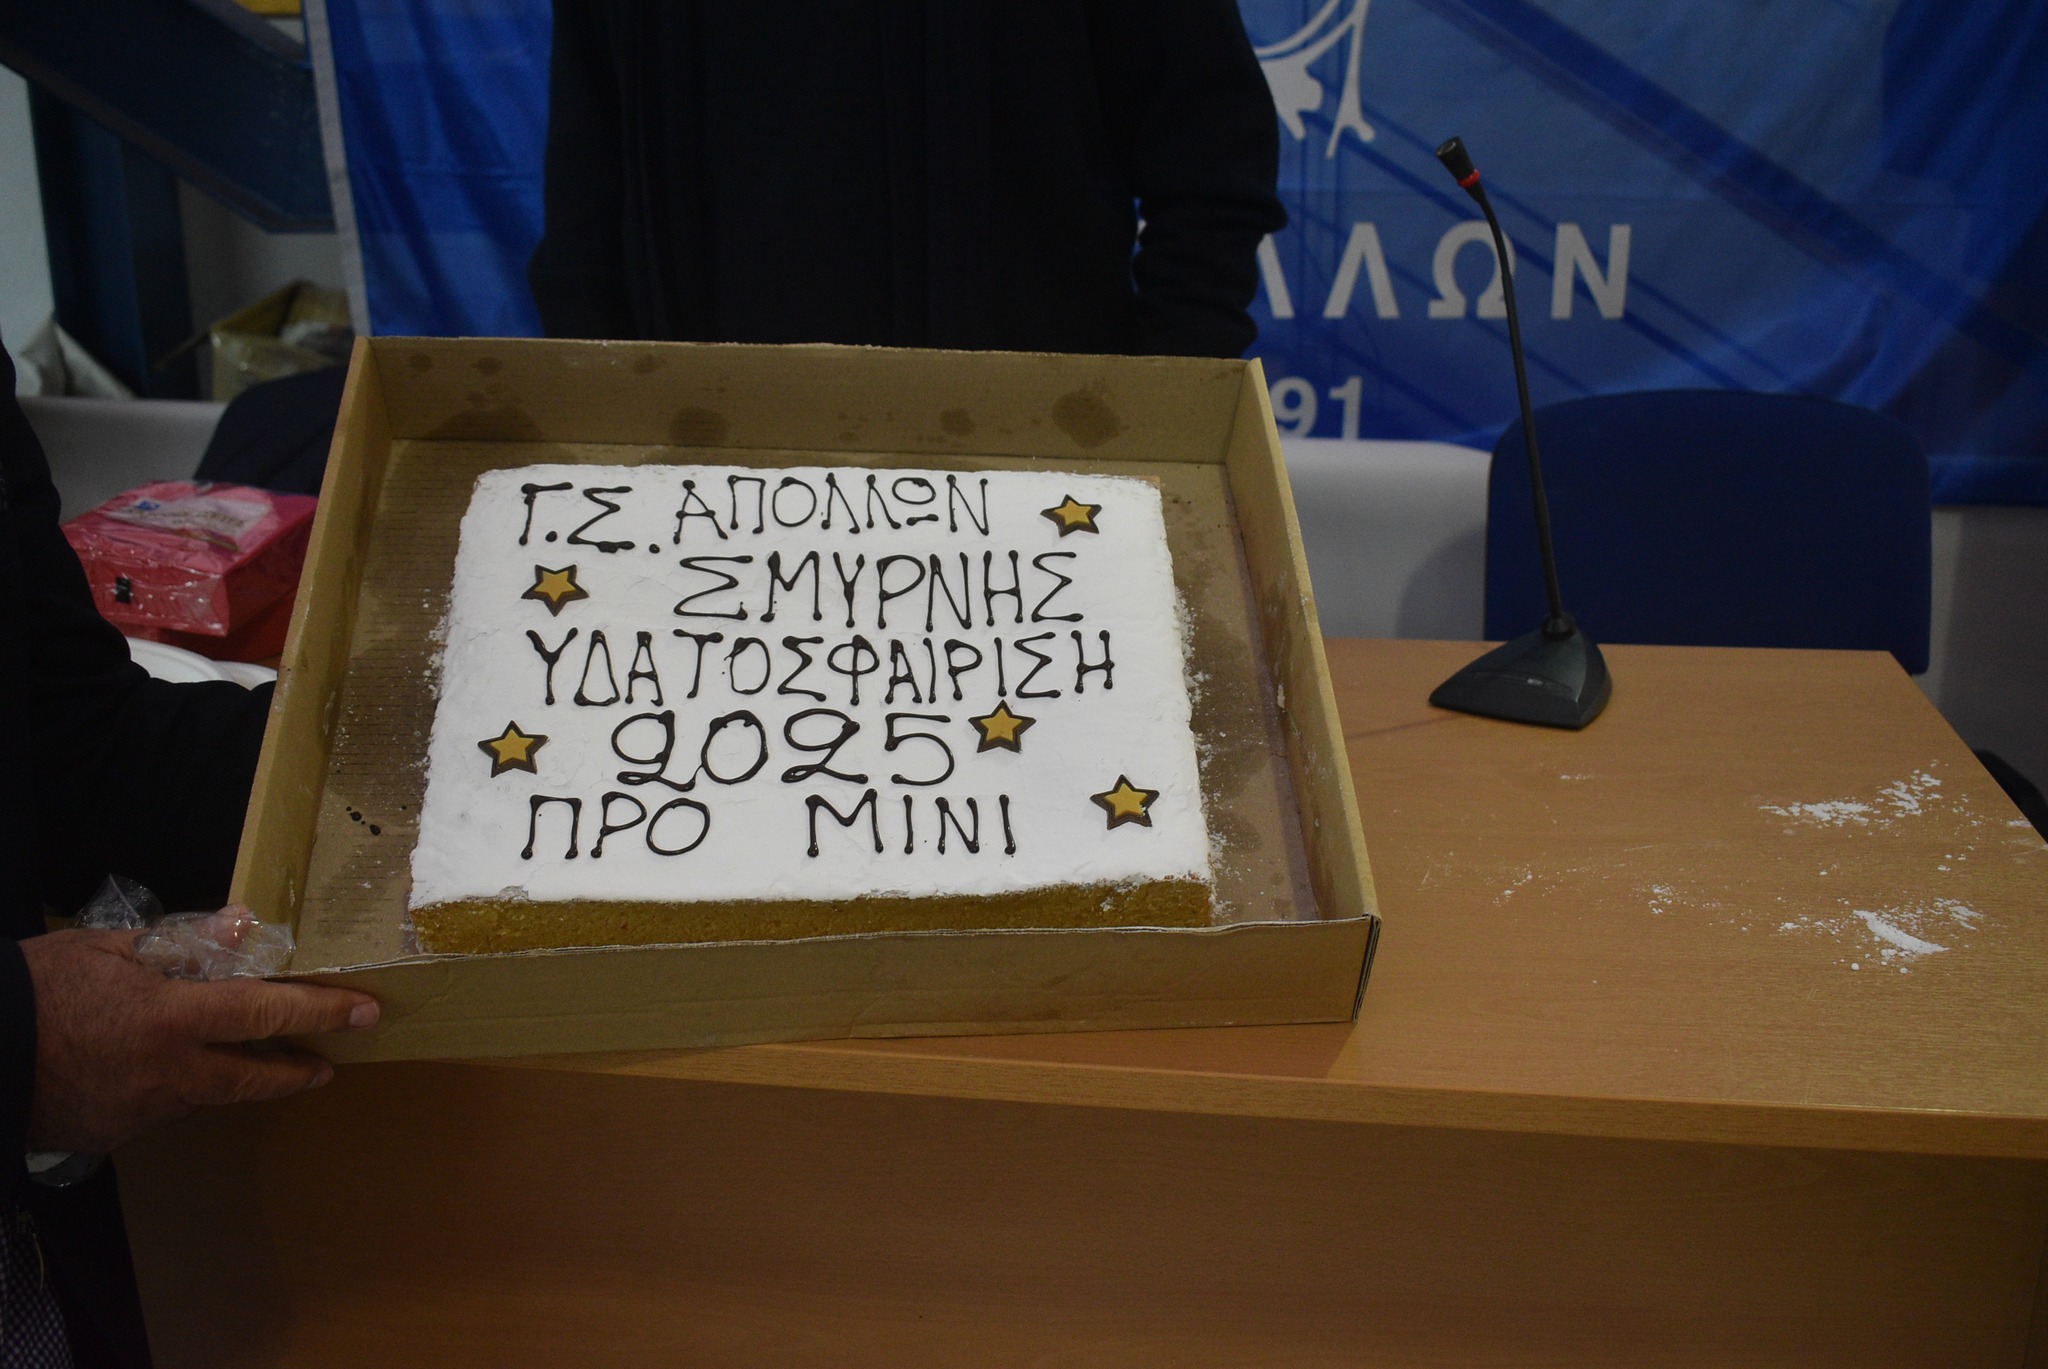 ΛΛΩΝ
91
Γ.Σ. ΑΠΟΛΛΩΝ
ΣΜΥΡΝΗΣ
ΥΔΑΤΟΣΦΑΙΡΙΣΗ
2025
ΠΡΟ ΜΙΝΙ